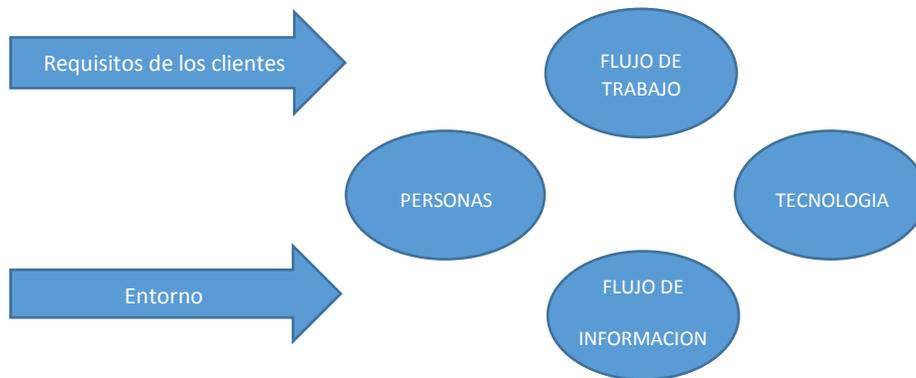 Requisitos de los clientes
FLUJO DE
TRABAJO
PERSONAS
TECNOLOGIA
Entorno
FLUJO DE
INFORMACION